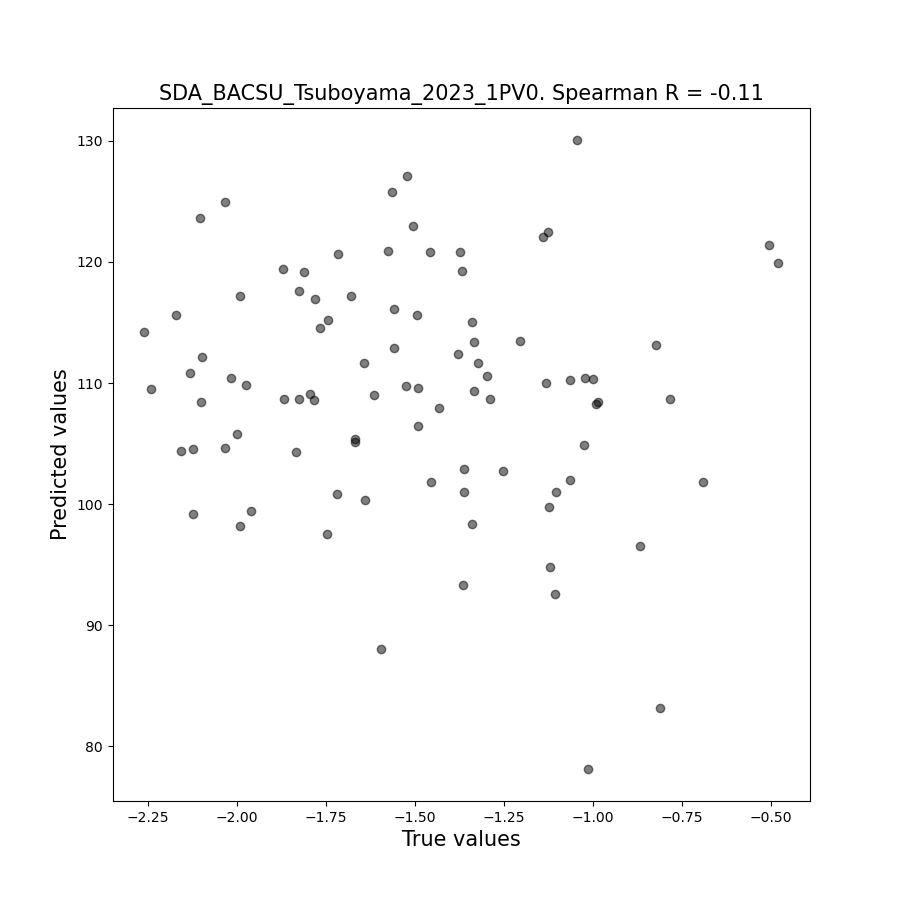 SDA_BACSU_Tsuboyama_2023_1PV0. Spearman R = -0.11
130
120
110
100
90
80
Predicted values
−2.25 −2.00 −1.75 −1.50 −1.25 −1.00 −0.75 −0.50
True values